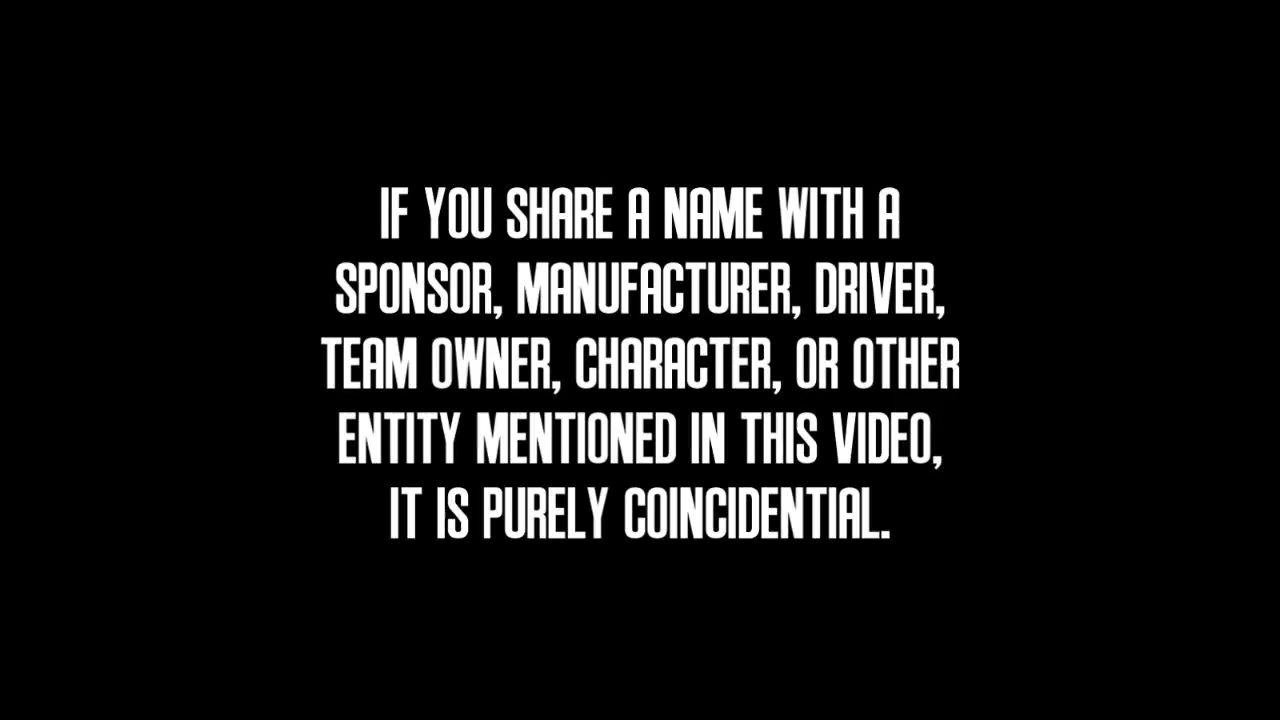 IF YOU SHARE A NAME WITH A
SPONSOR, MANUFACTURER, DRIVER,
TEAM OWNER, CHARACTER, OR OTHER
ENTITY MENTIONED IN THIS VIDEO,
IT IS PURELY COINCIDENTIAL.